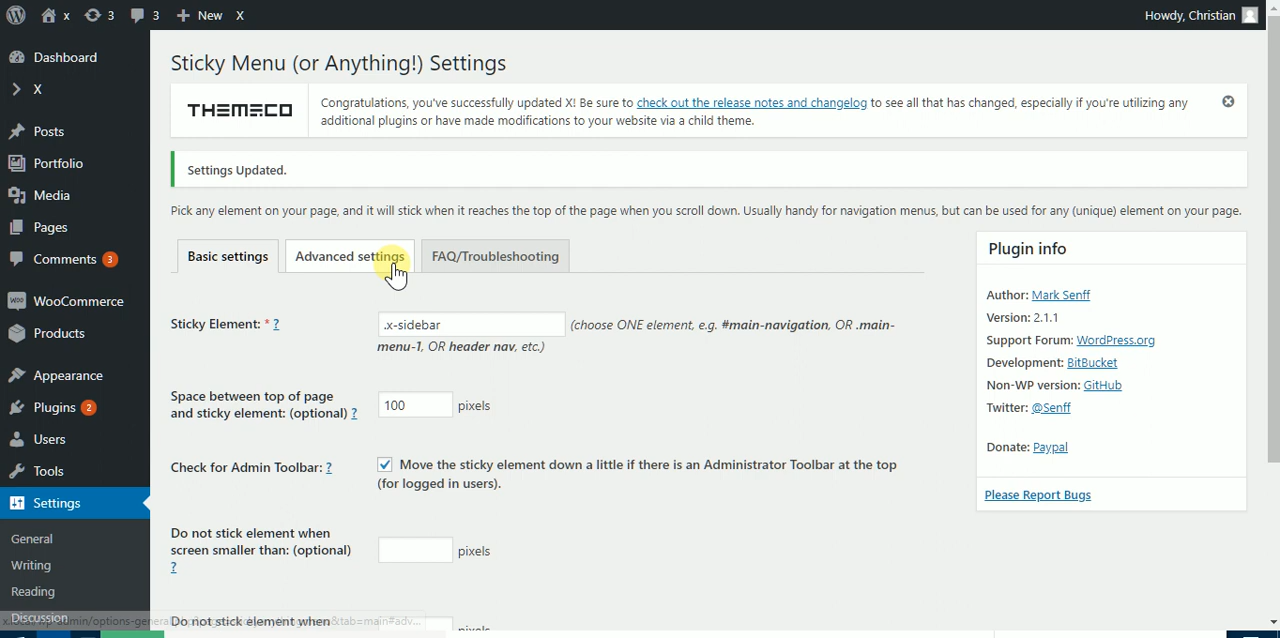 x 3 3 New X Howdy, Christian
Dashboard
X
Posts
Portfolio
Media
Pages
Comments 3
WooCommerce
Products
Appearance
Plugins 2
Users
Tools
Settings
General
Writing
Reading
Discussion
Sticky Menu (or Anything!) Settings
THEMECO
Congratulations, you've successfully updated X! Be sure to check out the release notes and changelog to see all that has changed, especially if you're utilizing any
additional plugins or have made modifications to your website via a child theme.
Settings Updated.
Pick any element on your page, and it will stick when it reaches the top of the page when you scroll down. Usually handy for navigation menus, but can be used for any (unique) element on your page.
Basic settings Advanced settings FAQ/Troubleshooting
Sticky Element: * ? .x-sidebar (choose ONE element, e.g. #main-navigation, OR .main-
menu-1, OR header nav, etc.)
Space between top of page
and sticky element: (optional) ? 100 pixels
Check for Admin Toolbar: ? Move the sticky element down a little if there is an Administrator Toolbar at the top
(for logged in users).
Do not stick element when
screen smaller than: (optional) pixels
?
Do not stick element when
pixels
Plugin info
Author: Mark Senff
Version: 2.1.1
Support Forum: WordPress.org
Development: BitBucket
Non-WP version: GitHub
Twitter: @Senff
Donate: Paypal
Please Report Bugs